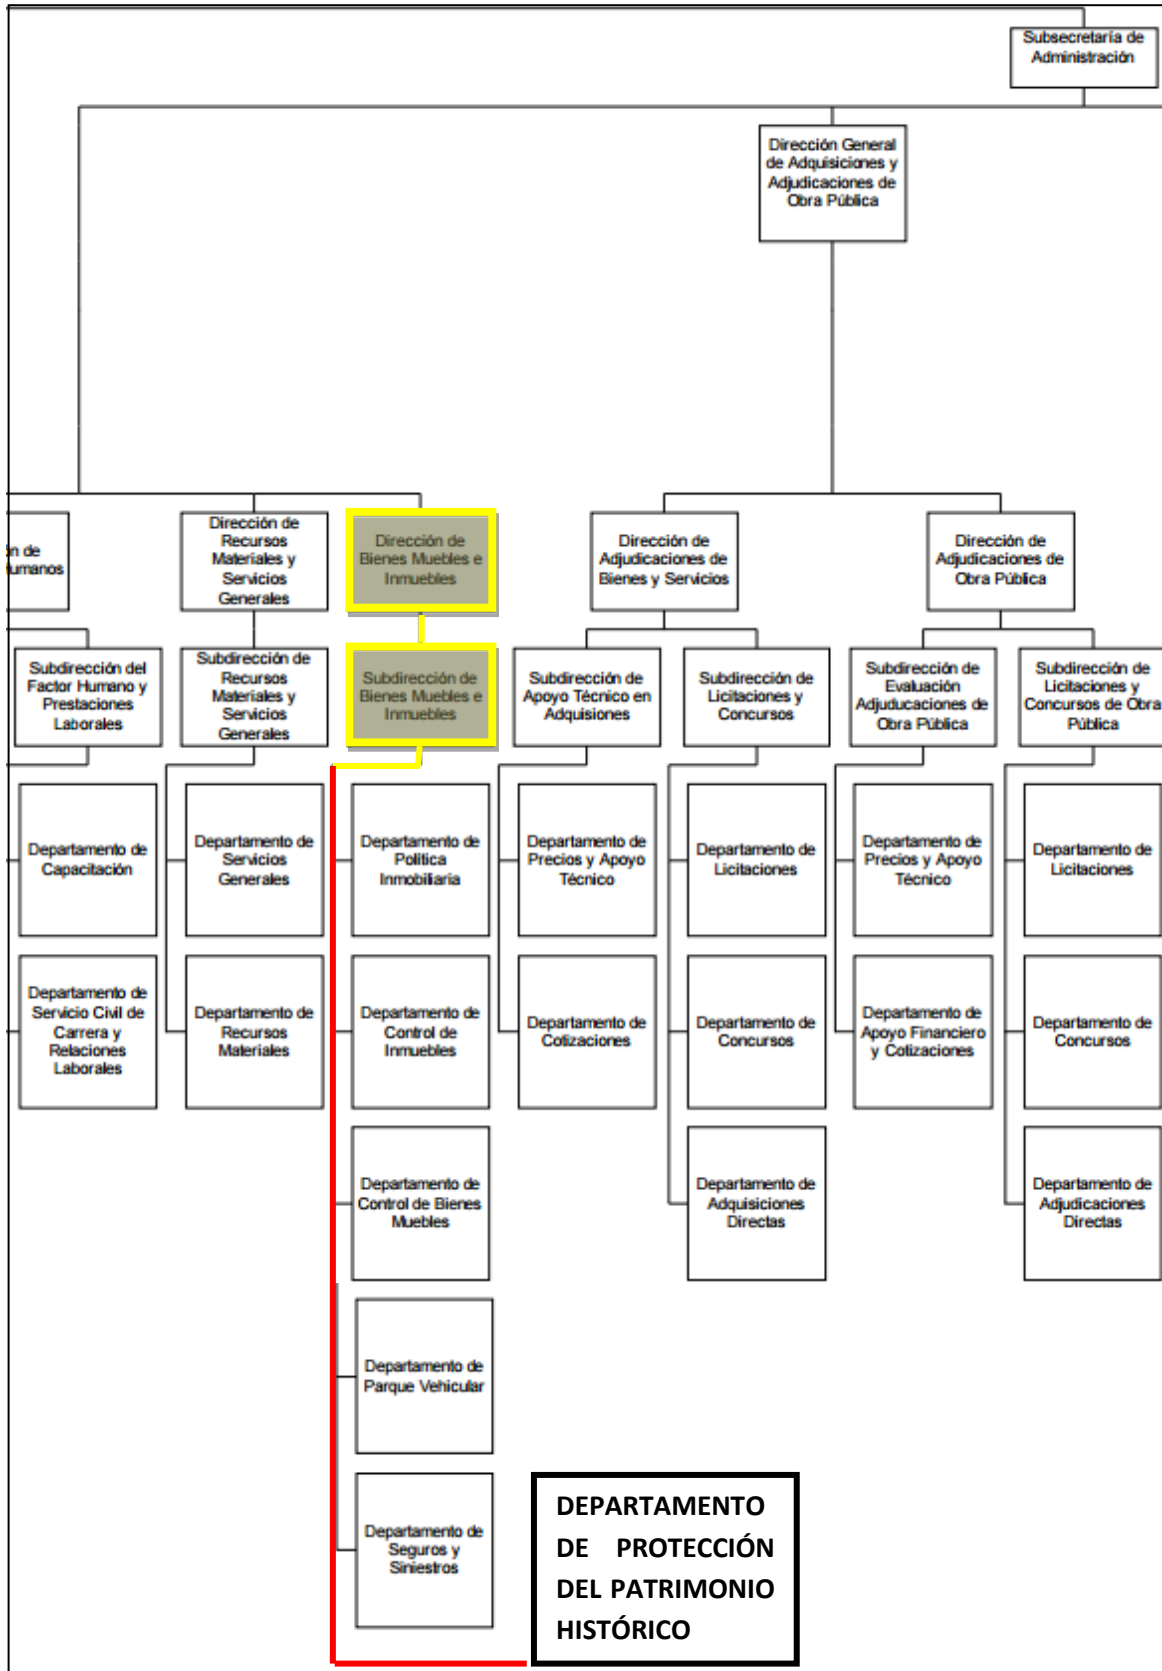 Subsecretaría de
Administración
Dirección General
de Adquisiciones y
Adjudicaciones de
Obra Pública
de
Dirección de
Recursos
Materiales y
Servicios
Generales
Dirección de
Bienes Muebles e
Inmuebles
Dirección de
Adjudicaciones de
Bienes y Servicios
Dirección de
Adjudicaciones de
Obra Pública
Subdirección del
Factor Humano y
Prestaciones
Laborales
Subdirección de
Recursos
Materiales y
Servicios
Generales
Subdirección de
Bienes Muebles e
Inmuebles
Subdirección de
Apoyo Técnico en
Adquisiones
Subdirección de
Licitaciones y
Concursos
Subdirección de
Evaluación
Adjuducaciones de
Obra Pública
Subdirección de
Licitaciones y
Concursos de Obra
Pública
Departamento de
Capacitación
Departamento de
Servicios
Generales
Departamento de
Política
Inmobiliaria
Departamento de
Precios y Apoyo
Técnico
Departamento de
Licitaciones
Departamento de
Precios y Apoyo
Técnico
Departamento de
Licitaciones
Departamento de
Servicio Civil de
Carrera y
Relaciones
Laborales
Departamento de
Recursos
Materiales
Departamento de
Control de
Inmuebles
Departamento de
Cotizaciones
Departamento de
Concursos
Departamento de
Apoyo Financiero
y Cotizaciones
Departamento de
Concursos
Departamento de
Control de Bienes
Muebles
Departamento de
Adquisiciones
Directas
Departamento de
Adjudicaciones
Directas
Departamento de
Parque Vehicular
Departamento de
Seguros y
Siniestros
DEPARTAMENTO
DE PROTECCIÓN
DEL PATRIMONIO
HISTÓRICO